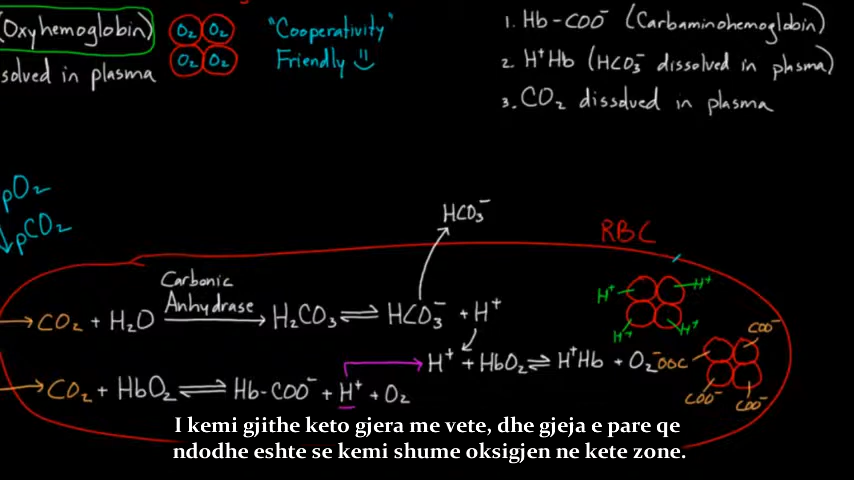 (Oxyhemoglobin)
solved in plasma
O₂ O₂
O₂ O₂
"Cooperativity"
Friendly
1. Hb-COO⁻ (Carbaminohemoglobin)
2. H⁺Hb (HCO₃⁻ dissolved in plasma)
3. CO₂ dissolved in plasma
pO₂
↓pCO₂
HCO₃⁻
RBC
→ CO₂ + H₂O Carbonic Anhydrase → H₂CO₃ ⇌ HCO₃⁻ + H⁺
H⁺ H⁺
H⁺ H⁺
H⁺ + HbO₂ ⇌ H⁺Hb + O₂
→ CO₂ + HbO₂ ⇌ Hb-COO⁻ + H⁺ + O₂
COO⁻
⁻OOC
COO⁻ COO⁻
I kemi gjithe keto gjera me vete, dhe gjeja e pare qe
ndodhe eshte se kemi shume oksigjen ne kete zone.